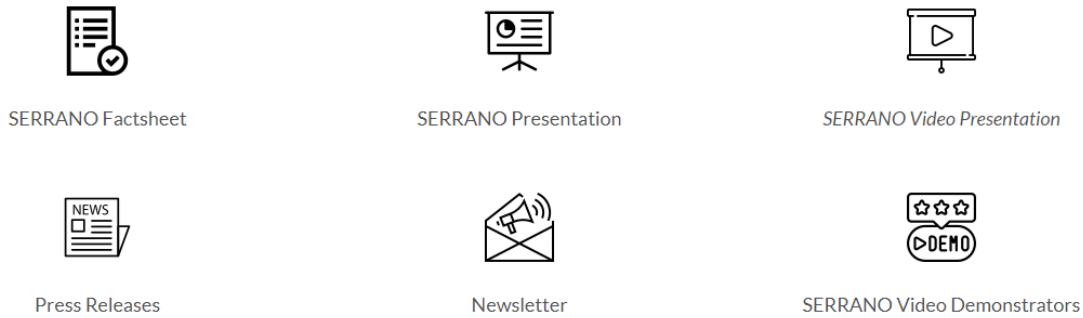 SERRANO Factsheet
SERRANO Presentation
SERRANO Video Presentation
NEWS
DEMO
Press Releases
Newsletter
SERRANO Video Demonstrators